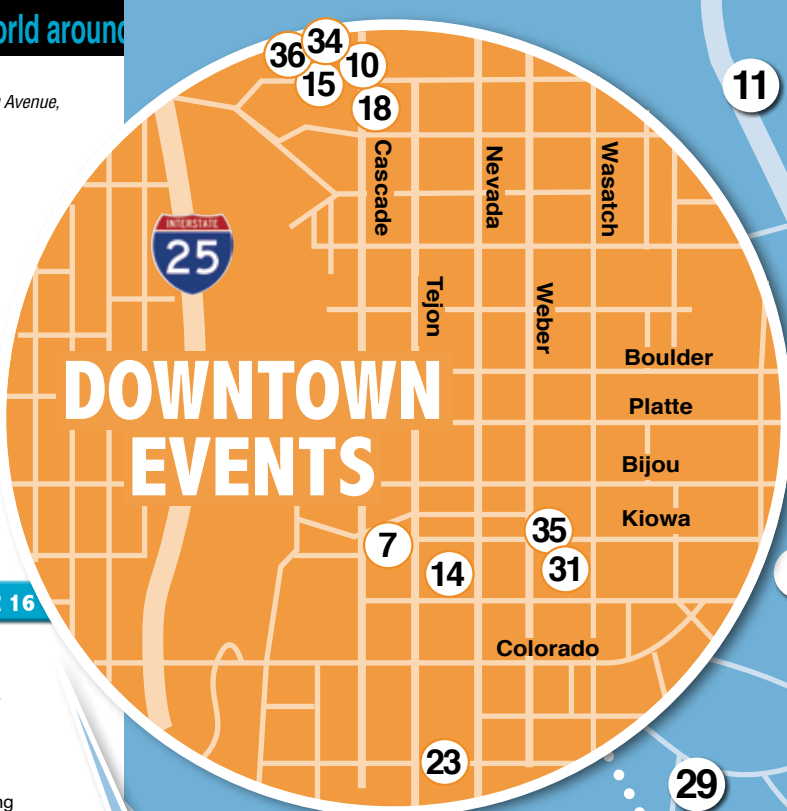 orld around
Avenue,
16
ng
36
34
15
10
18
11
Cascade
Nevada
Wasatch
INTERSTATE
25
Tejon
Weber
Boulder
DOWNTOWN
EVENTS
Platte
Bijou
Kiowa
7
14
35
31
Colorado
23
29